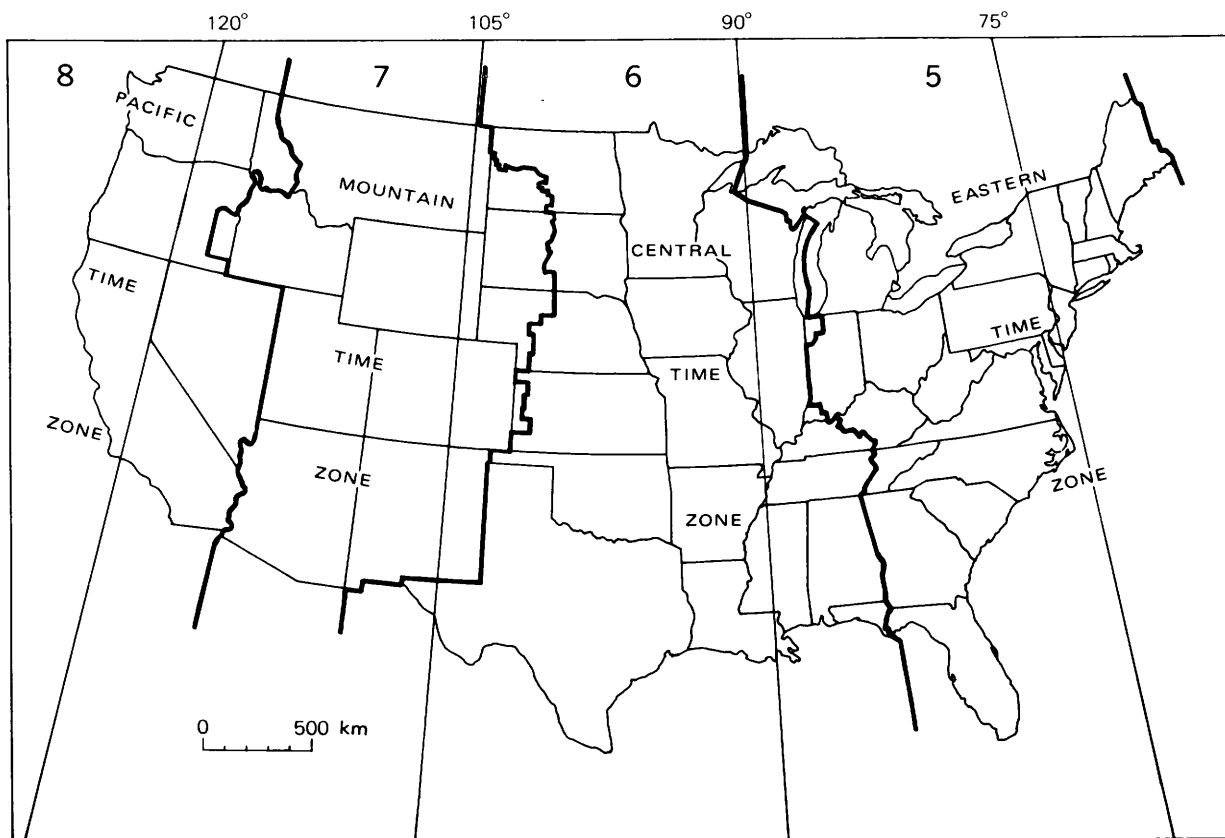 120° 105° 90° 75°
8 7 6 5
PACIFIC
MOUNTAIN
EASTERN
CENTRAL
TIME
TIME
TIME
TIME
ZONE
ZONE
ZONE
ZONE
0 500 km